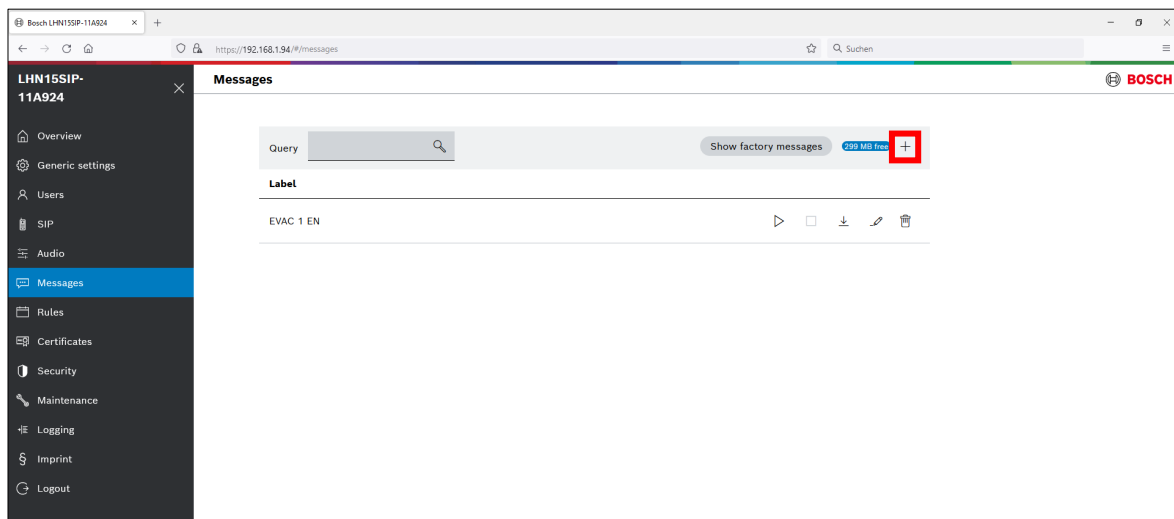 Bosch LHN15SIP-11A924
https://192.168.1.94/#/messages
Suchen
LHN15SIP-
11A924
Messages
BOSCH
Overview
Generic settings
Users
SIP
Audio
Messages
Rules
Certificates
Security
Maintenance
Logging
§ Imprint
Logout
Query
Show factory messages
299 MB free
Label
EVAC 1 EN